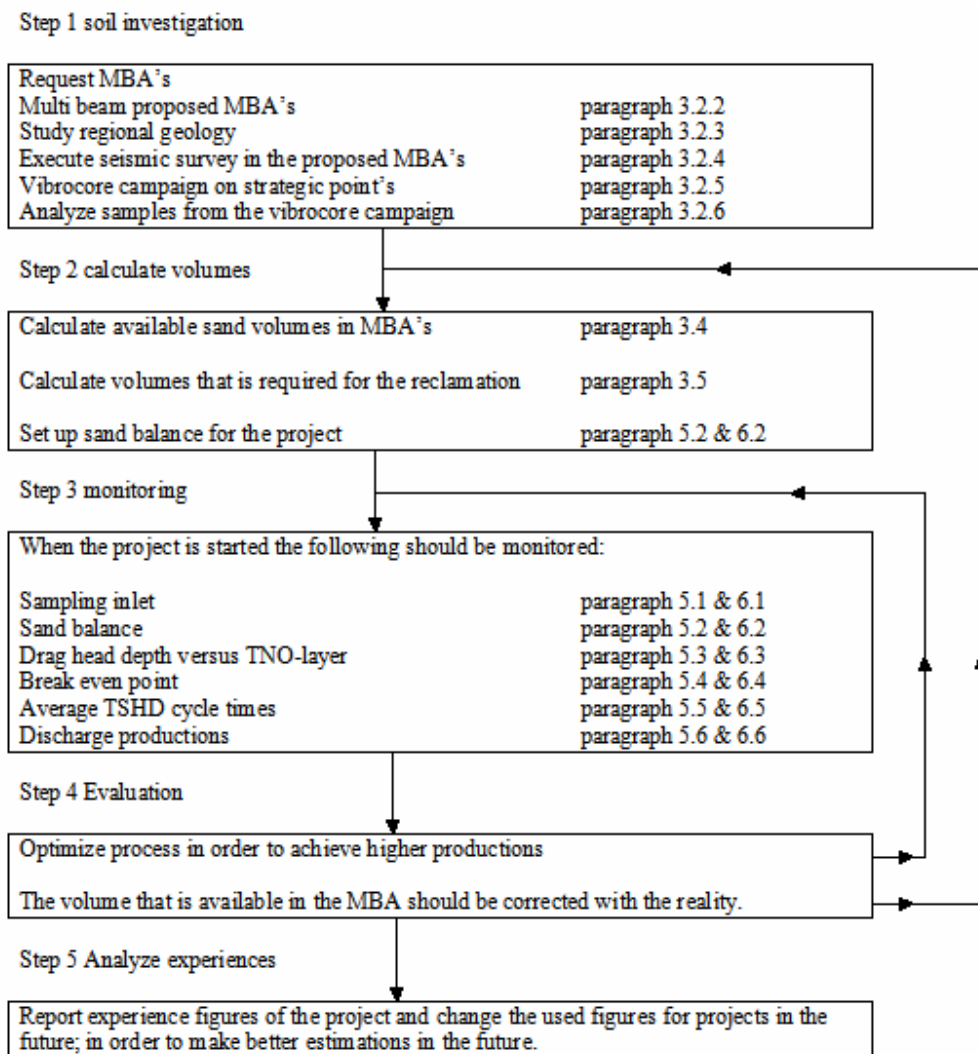 Step 1 soil investigation
Request MBA's
Multi beam proposed MBA's paragraph 3.2.2
Study regional geology paragraph 3.2.3
Execute seismic survey in the proposed MBA's paragraph 3.2.4
Vibrocore campaign on strategic point's paragraph 3.2.5
Analyze samples from the vibrocore campaign paragraph 3.2.6
Step 2 calculate volumes
Calculate available sand volumes in MBA's paragraph 3.4
Calculate volumes that is required for the reclamation paragraph 3.5
Set up sand balance for the project paragraph 5.2 & 6.2
Step 3 monitoring
When the project is started the following should be monitored:
Sampling inlet paragraph 5.1 & 6.1
Sand balance paragraph 5.2 & 6.2
Drag head depth versus TNO-layer paragraph 5.3 & 6.3
Break even point paragraph 5.4 & 6.4
Average TSHD cycle times paragraph 5.5 & 6.5
Discharge productions paragraph 5.6 & 6.6
Step 4 Evaluation
Optimize process in order to achieve higher productions
The volume that is available in the MBA should be corrected with the reality.
Step 5 Analyze experiences
Report experience figures of the project and change the used figures for projects in the
future; in order to make better estimations in the future.